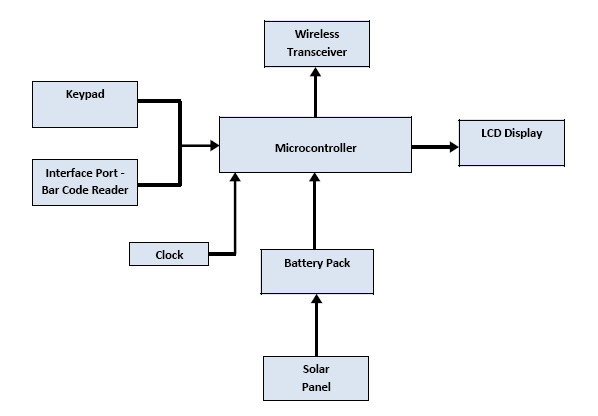 Wireless
Transceiver
Keypad
Microcontroller
LCD Display
Interface Port -
Bar Code Reader
Clock
Battery Pack
Solar
Panel